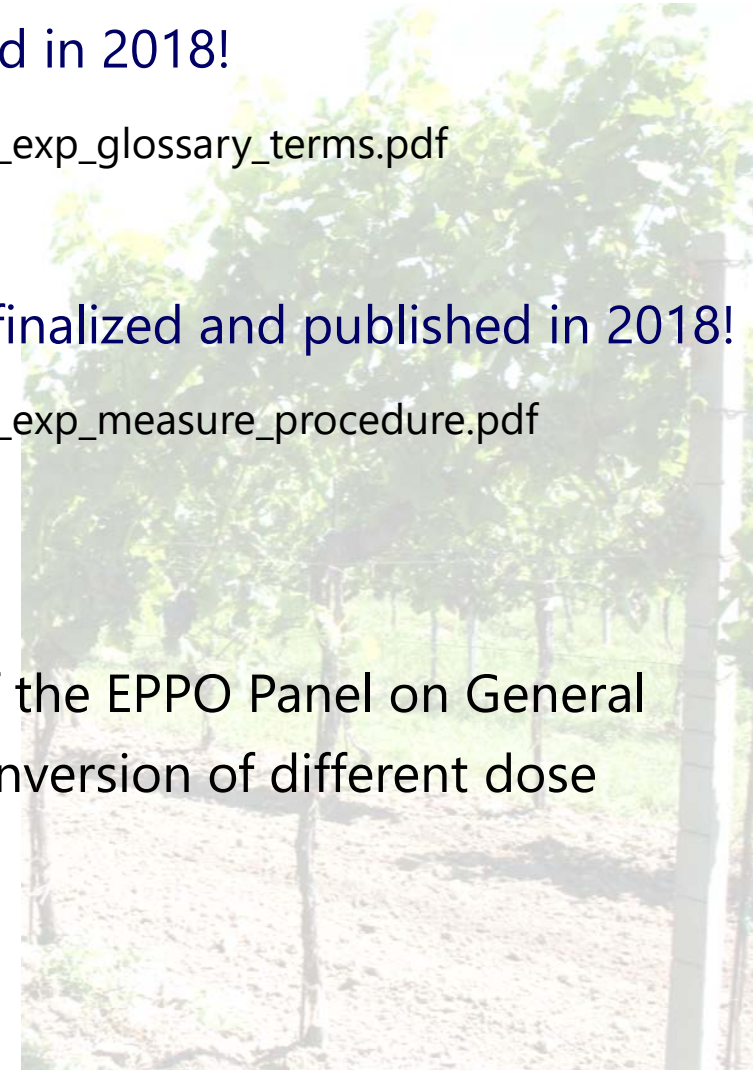 d in 2018!
_exp_glossary_terms.pdf
finalized and published in 2018!
_exp_measure_procedure.pdf
the EPPO Panel on General
nversion of different dose